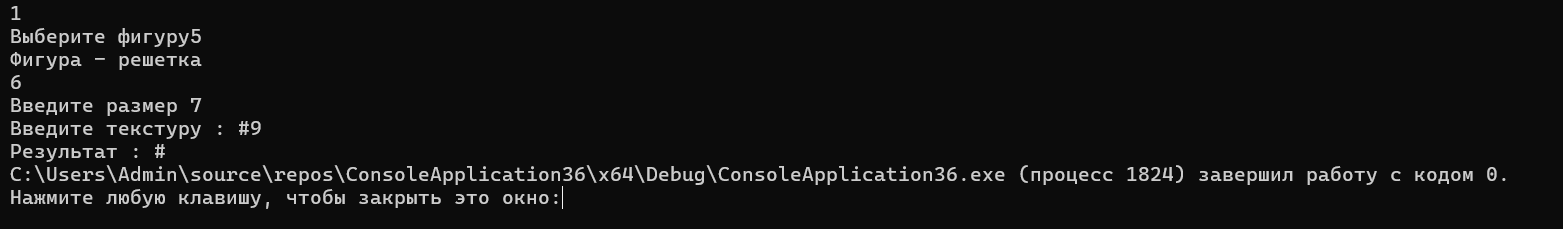 1
Выберите фигуру5
Фигура - решетка
6
Введите размер 7
Введите текстуру : #9
Результат : #
C:\Users\Admin\source\repos\ConsoleApplication36\x64\Debug\ConsoleApplication36.exe (процесс 1824) завершил работу с кодом 0.
Нажмите любую клавишу, чтобы закрыть это окно: